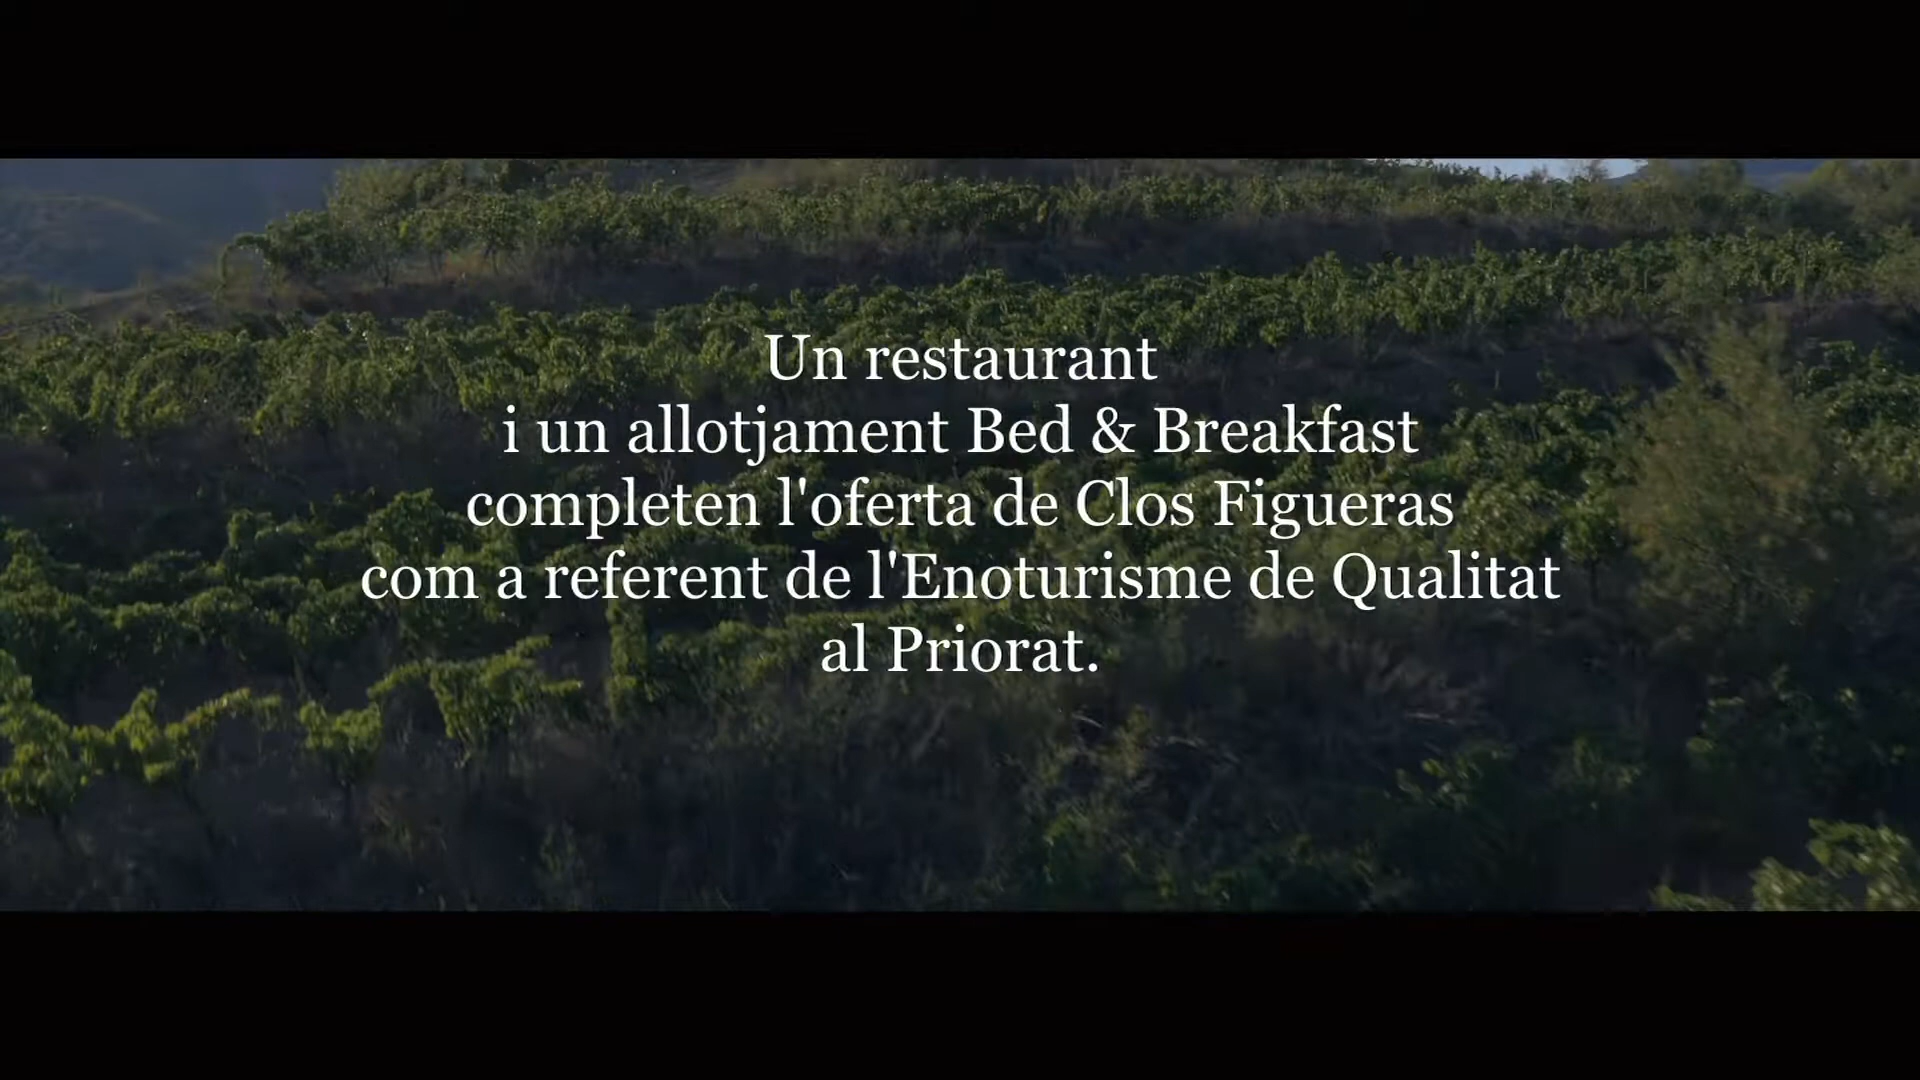 Un restaurant
i un allotjament Bed & Breakfast
completen l'oferta de Clos Figueras
com a referent de l'Enoturisme de Qualitat
al Priorat.